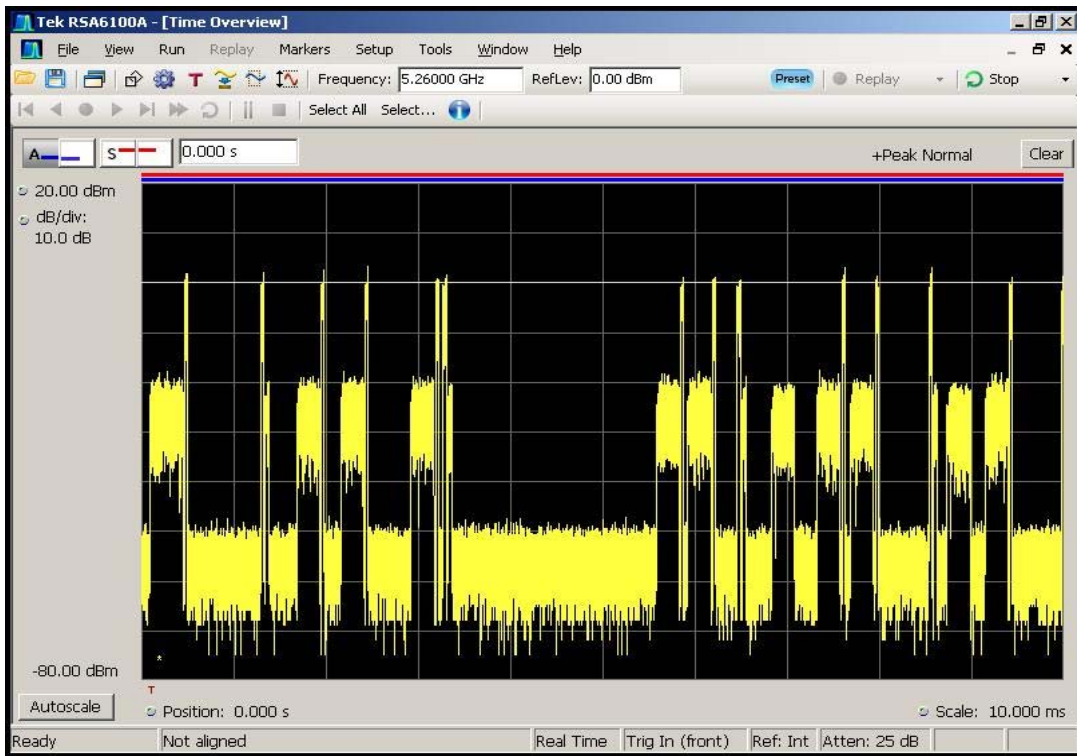 Tek RSA6100A - [Time Overview]
File View Run Replay Markers Setup Tools Window Help
T Frequency: 5.26000 GHz RefLev: 0.00 dBm Preset Replay Stop
Select All Select... i
A S 0.000 s +Peak Normal Clear
20.00 dBm
dB/div:
10.0 dB
-80.00 dBm
T
Autoscale Position: 0.000 s Scale: 10.000 ms
Ready Not aligned Real Time Trig In (front) Ref: Int Atten: 25 dB